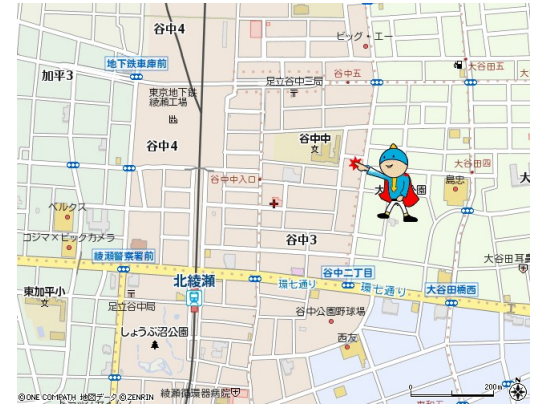 谷中4
ビッグ・エー
地下鉄車庫前
足立谷中三局
谷中五
大谷田五
加平3
東京地下鉄
綾瀬工場
谷中4
谷中中
大谷田四
谷中中入口
島忠
ベルクス
谷中3
コジマ×ビックカメラ
綾瀬警察署前
北綾瀬
谷中二丁目
環七通り
環七通り
大谷田橋西
東加平小
足立谷中局
谷中公園野球場
しょうぶ沼公園
西友
綾瀬循環器病院
0 200m
©ONE COMPATH 地図データ ©ZENRIN